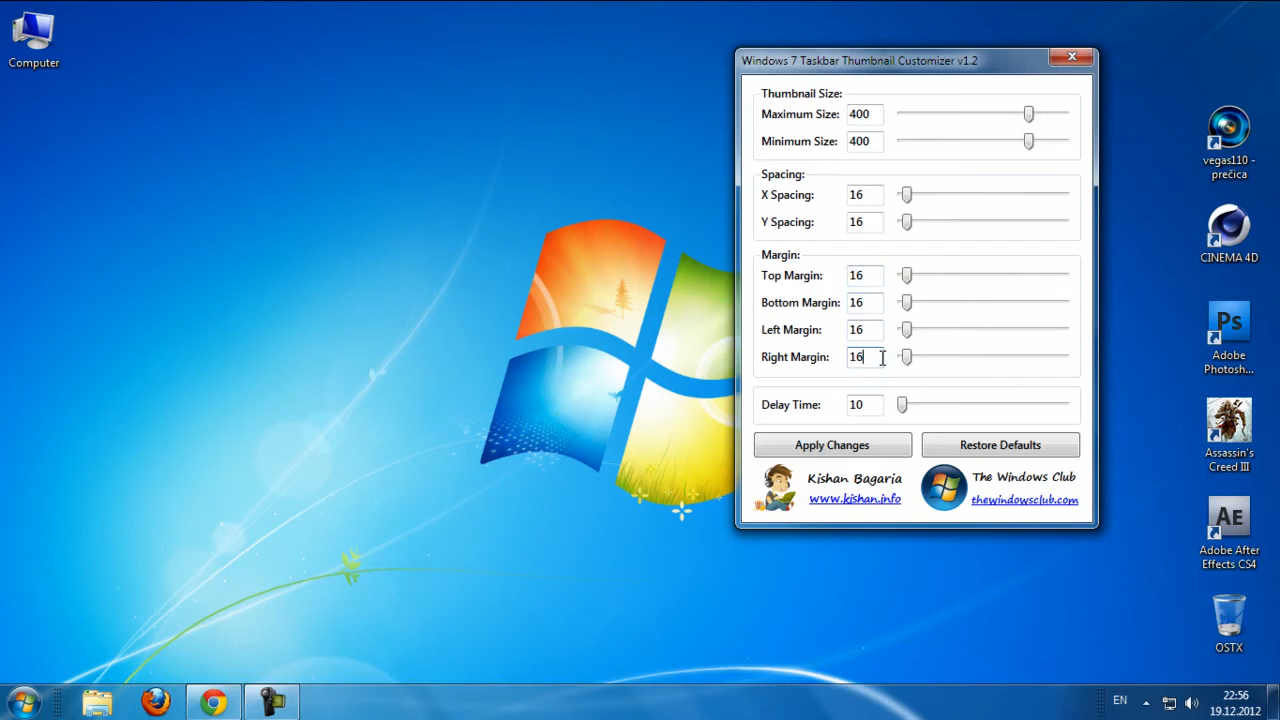 Computer
Windows 7 Taskbar Thumbnail Customizer v1.2
Thumbnail Size:
Maximum Size: 400
Minimum Size: 400
Spacing:
X Spacing: 16
Y Spacing: 16
Margin:
Top Margin: 16
Bottom Margin: 16
Left Margin: 16
Right Margin: 16
Delay Time: 10
Apply Changes Restore Defaults
Kishan Bagaria
www.kishan.info
The Windows Club
thewindowsclub.com
vegas110 -
prečica
CINEMA 4D
Ps
Adobe
Photosh...
Assassin's
Creed III
AE
Adobe After
Effects CS4
OSTX
EN
22:56
19.12.2012